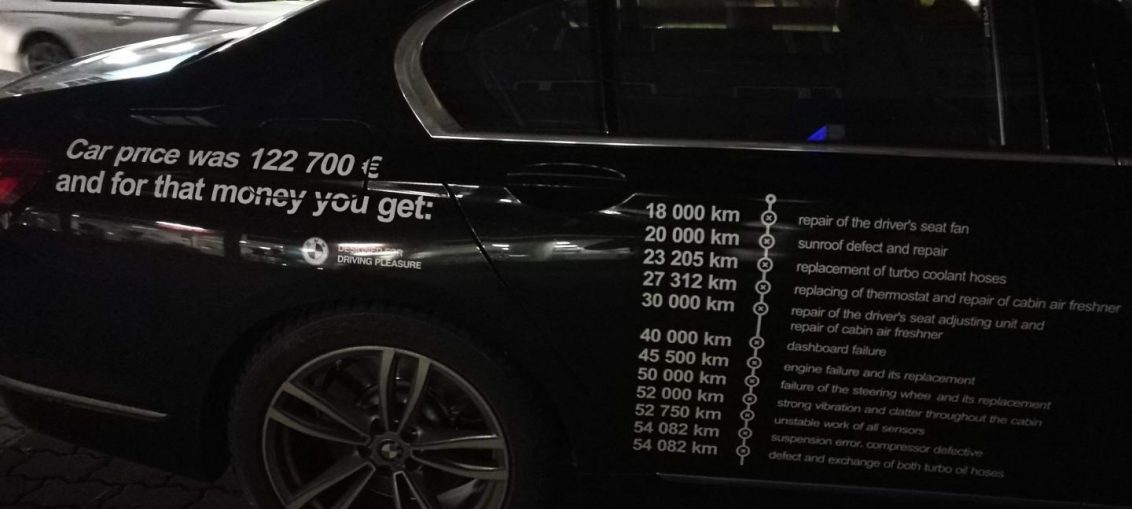 Car price was 122 700 €
and for that money you get:
DESIGNED FOR
DRIVING PLEASURE
18 000 km repair of the driver's seat fan
20 000 km sunroof defect and repair
23 205 km replacement of turbo coolant hoses
27 312 km replacing of thermostat and repair of cabin air freshner
30 000 km repair of the driver's seat adjusting unit and
repair of cabin air freshner
40 000 km dashboard failure
45 500 km engine failure and its replacement
50 000 km failure of the steering whee and its replacement
52 000 km strong vibration and clatter throughout the cabin
52 750 km unstable work of all sensors
54 082 km suspension error, compressor defective
54 082 km defect and exchange of both turbo oil hoses